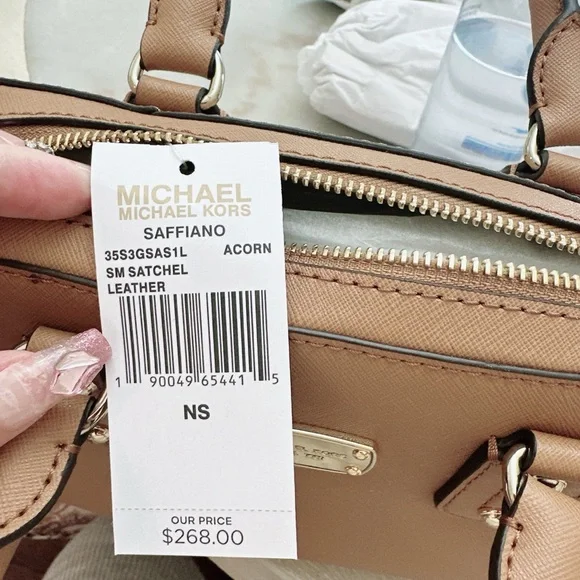 MICHAEL
MICHAEL KORS
SAFFIANO
35S3GSAS1L ACORN
SM SATCHEL
LEATHER
1 90049 65441 5
NS
OUR PRICE
$268.00